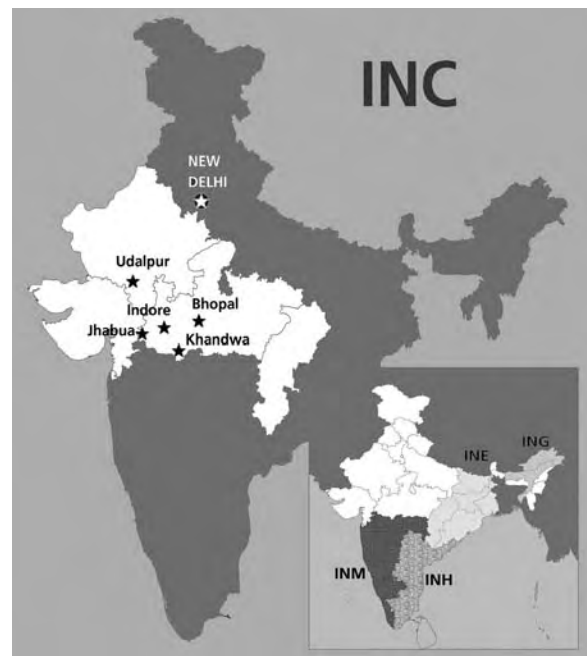 INC
NEW
DELHI
Udalpur
Indore
Bhopal
Jhabua
Khandwa
INE
ING
INM
INH